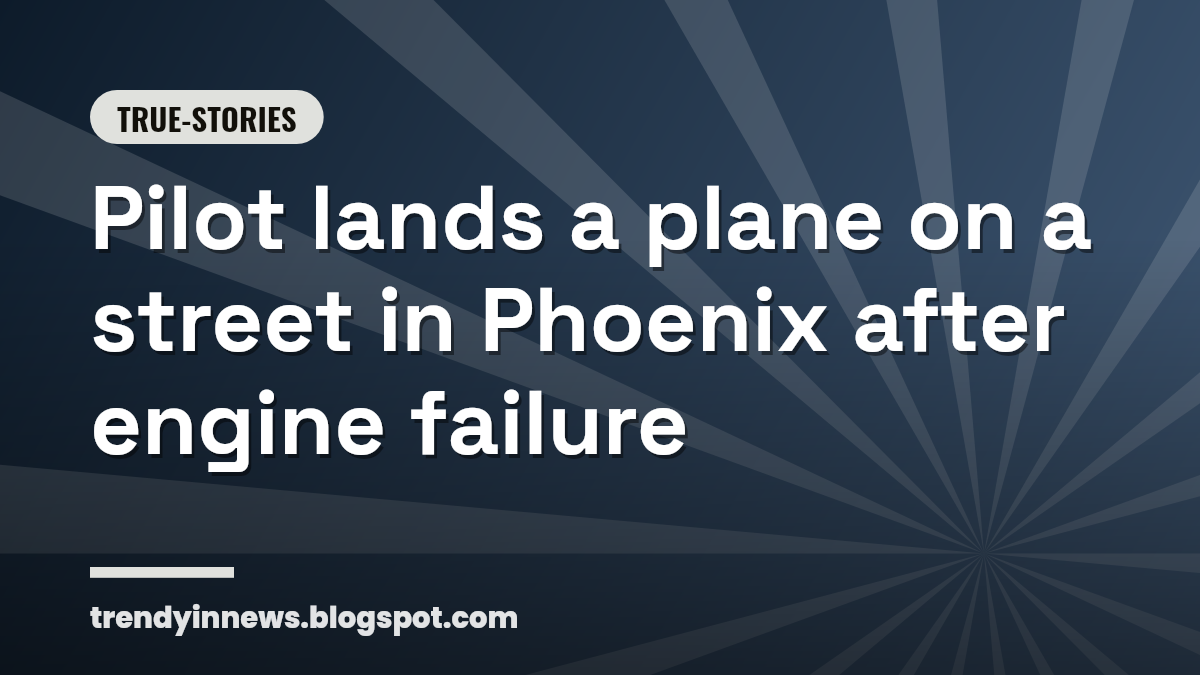 TRUE-STORIES
Pilot lands a plane on a
street in Phoenix after
engine failure
trendyinnews.blogspot.com